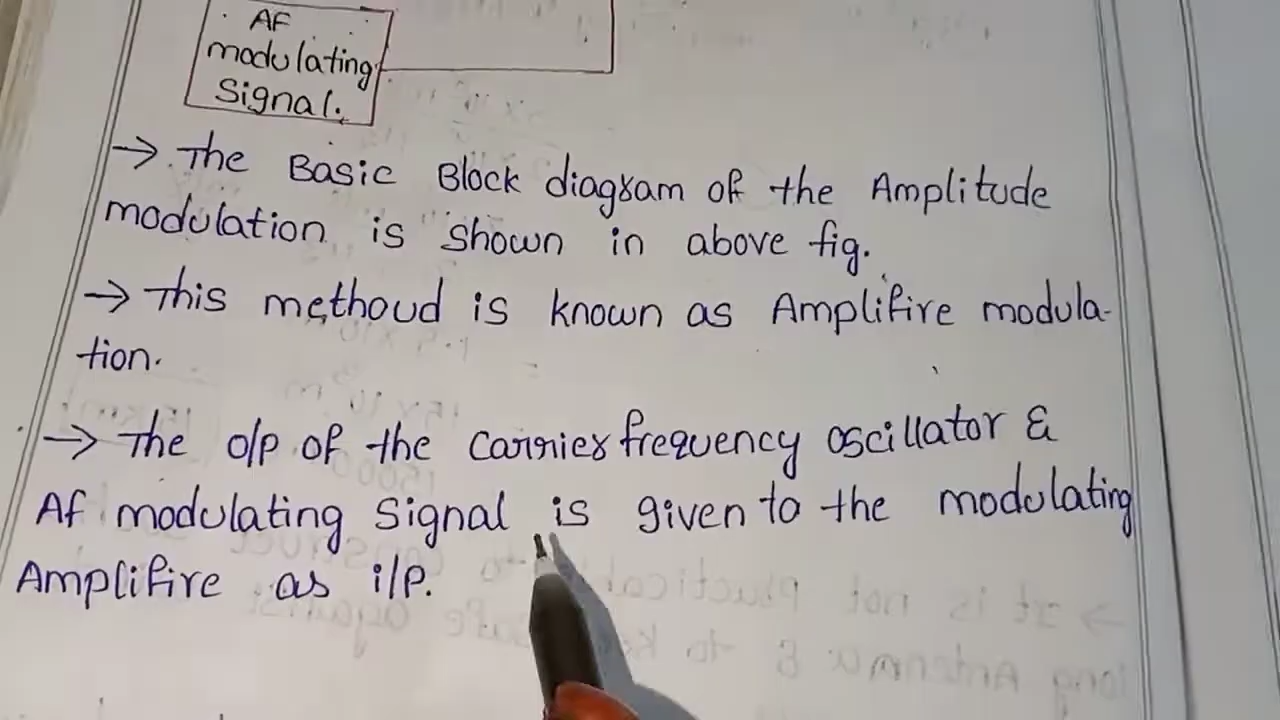 AF
modulating
Signal.
→ The Basic Block diagram of the Amplitude
modulation is shown in above fig.
→ This methoud is known as Amplifire modula-
tion.
→ The o/p of the carrier frequency oscillator &
Af modulating signal is given to the modulating
Amplifire as i/p.